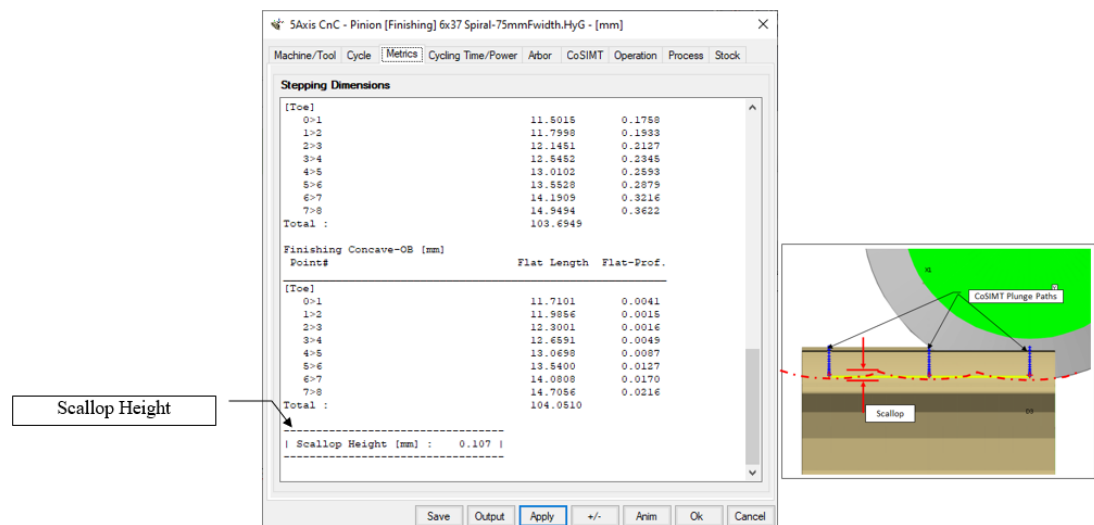 5Axis CnC - Pinion [Finishing] 6x37 Spiral-75mmFwidth.HyG - [mm]
Machine/Tool Cycle Metrics Cycling Time/Power Arbor CoSIMT Operation Process Stock
Stepping Dimensions
[Toe]
0>1 11.5015 0.1758
1>2 11.7998 0.1933
2>3 12.1451 0.2127
3>4 12.5452 0.2345
4>5 13.0102 0.2593
5>6 13.5528 0.2879
6>7 14.1909 0.3216
7>8 14.9494 0.3622
Total : 103.6949
Finishing Concave-OB [mm]
Point# Flat Length Flat-Prof.
[Toe]
0>1 11.7101 0.0041
1>2 11.9856 0.0015
2>3 12.3001 0.0016
3>4 12.6591 0.0049
4>5 13.0698 0.0087
5>6 13.5400 0.0127
6>7 14.0808 0.0170
7>8 14.7056 0.0216
Total : 104.0510
----------------------------------
| Scallop Height [mm] : 0.107 |
----------------------------------
Save Output Apply +/- Anim Ok Cancel
Scallop Height
XL
CoSIMT Plunge Paths
Scallop